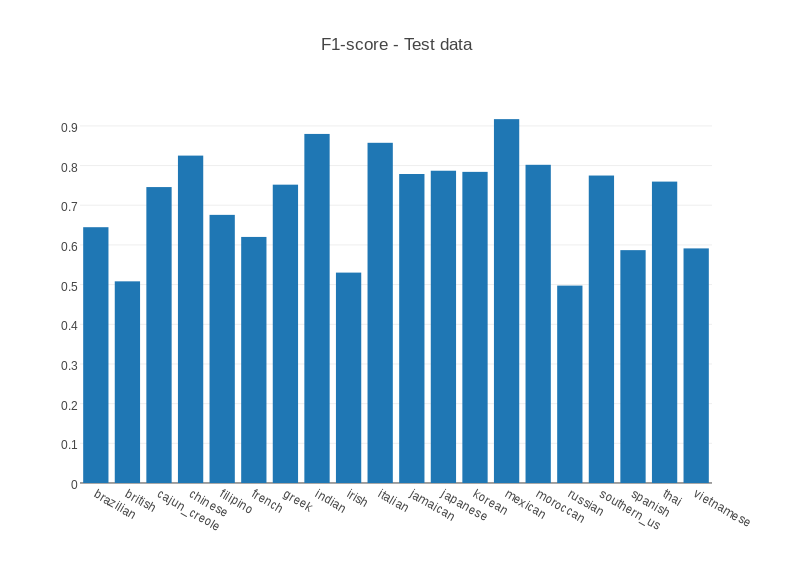 F1-score - Test data
0.9
0.8
0.7
0.6
0.5
0.4
0.3
0.2
0.1
0
brazilian
british
cajun_creole
chinese
filipino
french
greek
indian
irish
italian
jamaican
japanese
korean
mexican
moroccan
russian
southern_us
spanish
thai
vietnamese